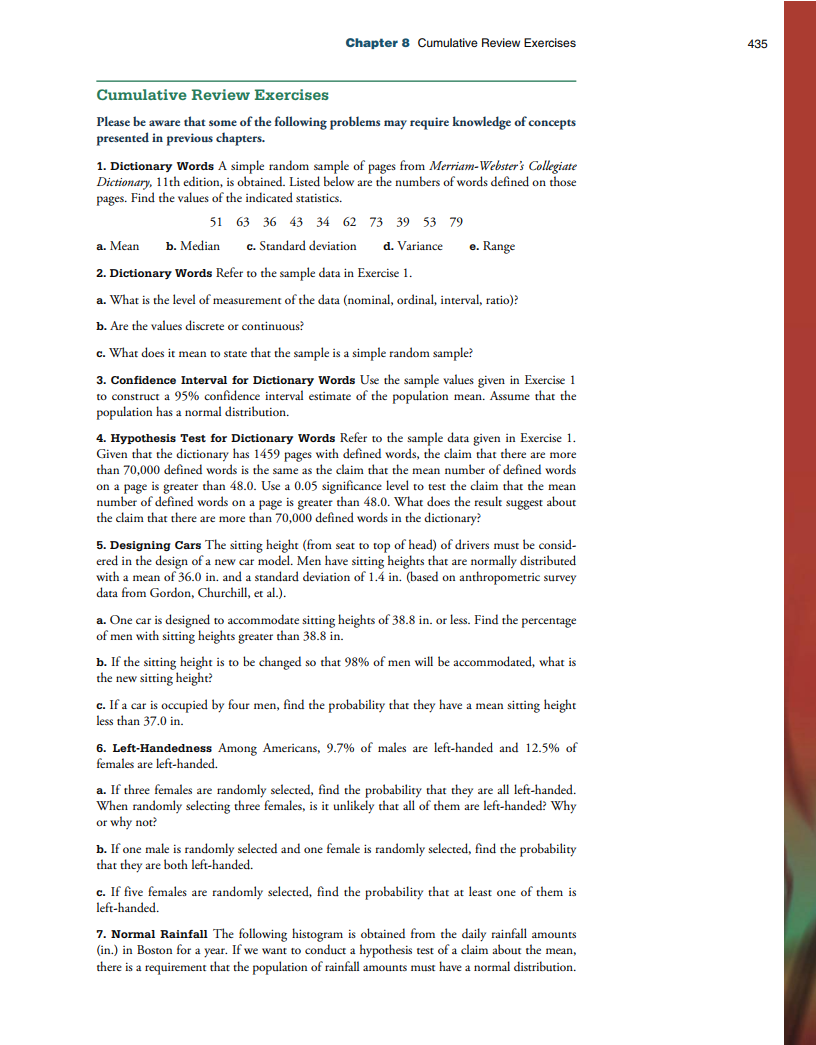 Chapter 8 Cumulative Review Exercises 435
Cumulative Review Exercises
Please be aware that some of the following problems may require knowledge of concepts
presented in previous chapters.
1. Dictionary Words A simple random sample of pages from Merriam-Webster's Collegiate
Dictionary, 11th edition, is obtained. Listed below are the numbers of words defined on those
pages. Find the values of the indicated statistics.
51 63 36 43 34 62 73 39 53 79
a. Mean b. Median c. Standard deviation d. Variance e. Range
2. Dictionary Words Refer to the sample data in Exercise 1.
a. What is the level of measurement of the data (nominal, ordinal, interval, ratio)?
b. Are the values discrete or continuous?
c. What does it mean to state that the sample is a simple random sample?
3. Confidence Interval for Dictionary Words Use the sample values given in Exercise 1
to construct a 95% confidence interval estimate of the population mean. Assume that the
population has a normal distribution.
4. Hypothesis Test for Dictionary Words Refer to the sample data given in Exercise 1.
Given that the dictionary has 1459 pages with defined words, the claim that there are more
than 70,000 defined words is the same as the claim that the mean number of defined words
on a page is greater than 48.0. Use a 0.05 significance level to test the claim that the mean
number of defined words on a page is greater than 48.0. What does the result suggest about
the claim that there are more than 70,000 defined words in the dictionary?
5. Designing Cars The sitting height (from seat to top of head) of drivers must be consid-
ered in the design of a new car model. Men have sitting heights that are normally distributed
with a mean of 36.0 in. and a standard deviation of 1.4 in. (based on anthropometric survey
data from Gordon, Churchill, et al.).
a. One car is designed to accommodate sitting heights of 38.8 in. or less. Find the percentage
of men with sitting heights greater than 38.8 in.
b. If the sitting height is to be changed so that 98% of men will be accommodated, what is
the new sitting height?
c. If a car is occupied by four men, find the probability that they have a mean sitting height
less than 37.0 in.
6. Left-Handedness Among Americans, 9.7% of males are left-handed and 12.5% of
females are left-handed.
a. If three females are randomly selected, find the probability that they are all left-handed.
When randomly selecting three females, is it unlikely that all of them are left-handed? Why
or why not?
b. If one male is randomly selected and one female is randomly selected, find the probability
that they are both left-handed.
c. If five females are randomly selected, find the probability that at least one of them is
left-handed.
7. Normal Rainfall The following histogram is obtained from the daily rainfall amounts
(in.) in Boston for a year. If we want to conduct a hypothesis test of a claim about the mean,
there is a requirement that the population of rainfall amounts must have a normal distribution.